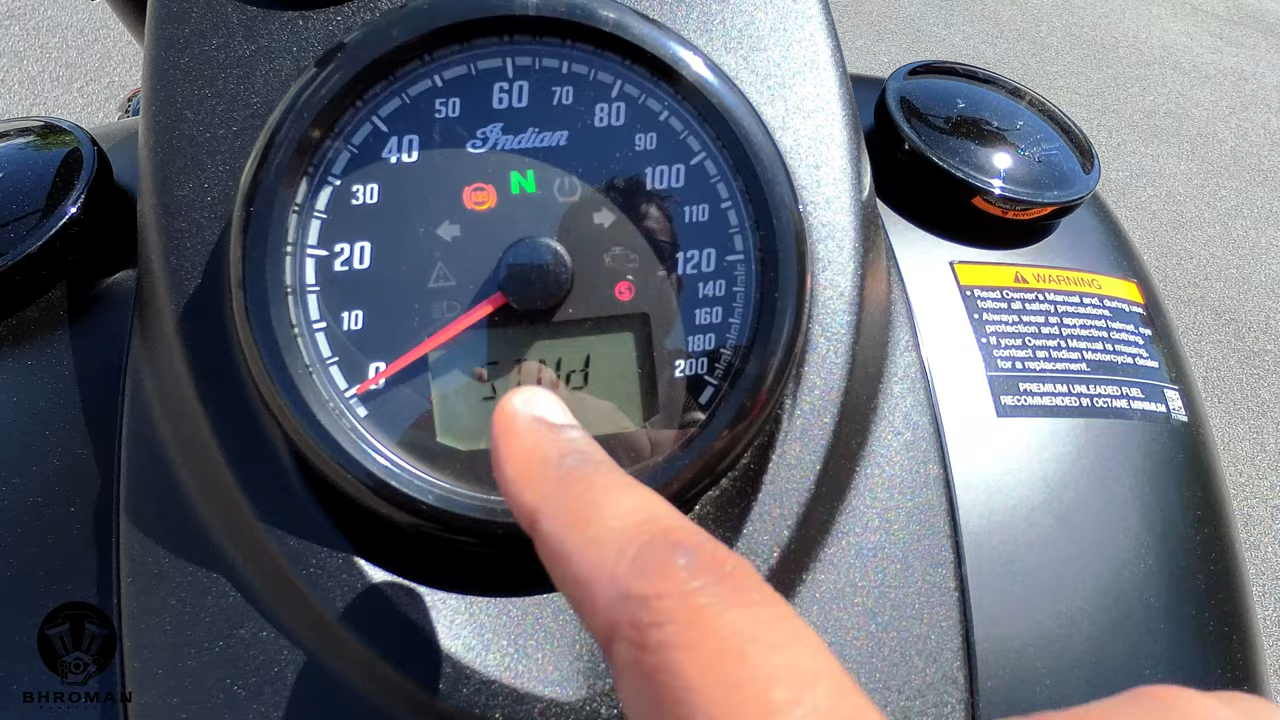 0
10
20
30
40
50
60
70
80
90
100
110
120
140
160
180
200
Indian
ABS
N
WARNING
• Read Owner's Manual and, during use,
follow all safety precautions.
• Always wear an approved helmet, eye
protection and protective clothing.
• If your Owner's Manual is missing,
contact an Indian Motorcycle dealer
for a replacement.
PREMIUM UNLEADED FUEL
RECOMMENDED 91 OCTANE MINIMUM
BHROMAN